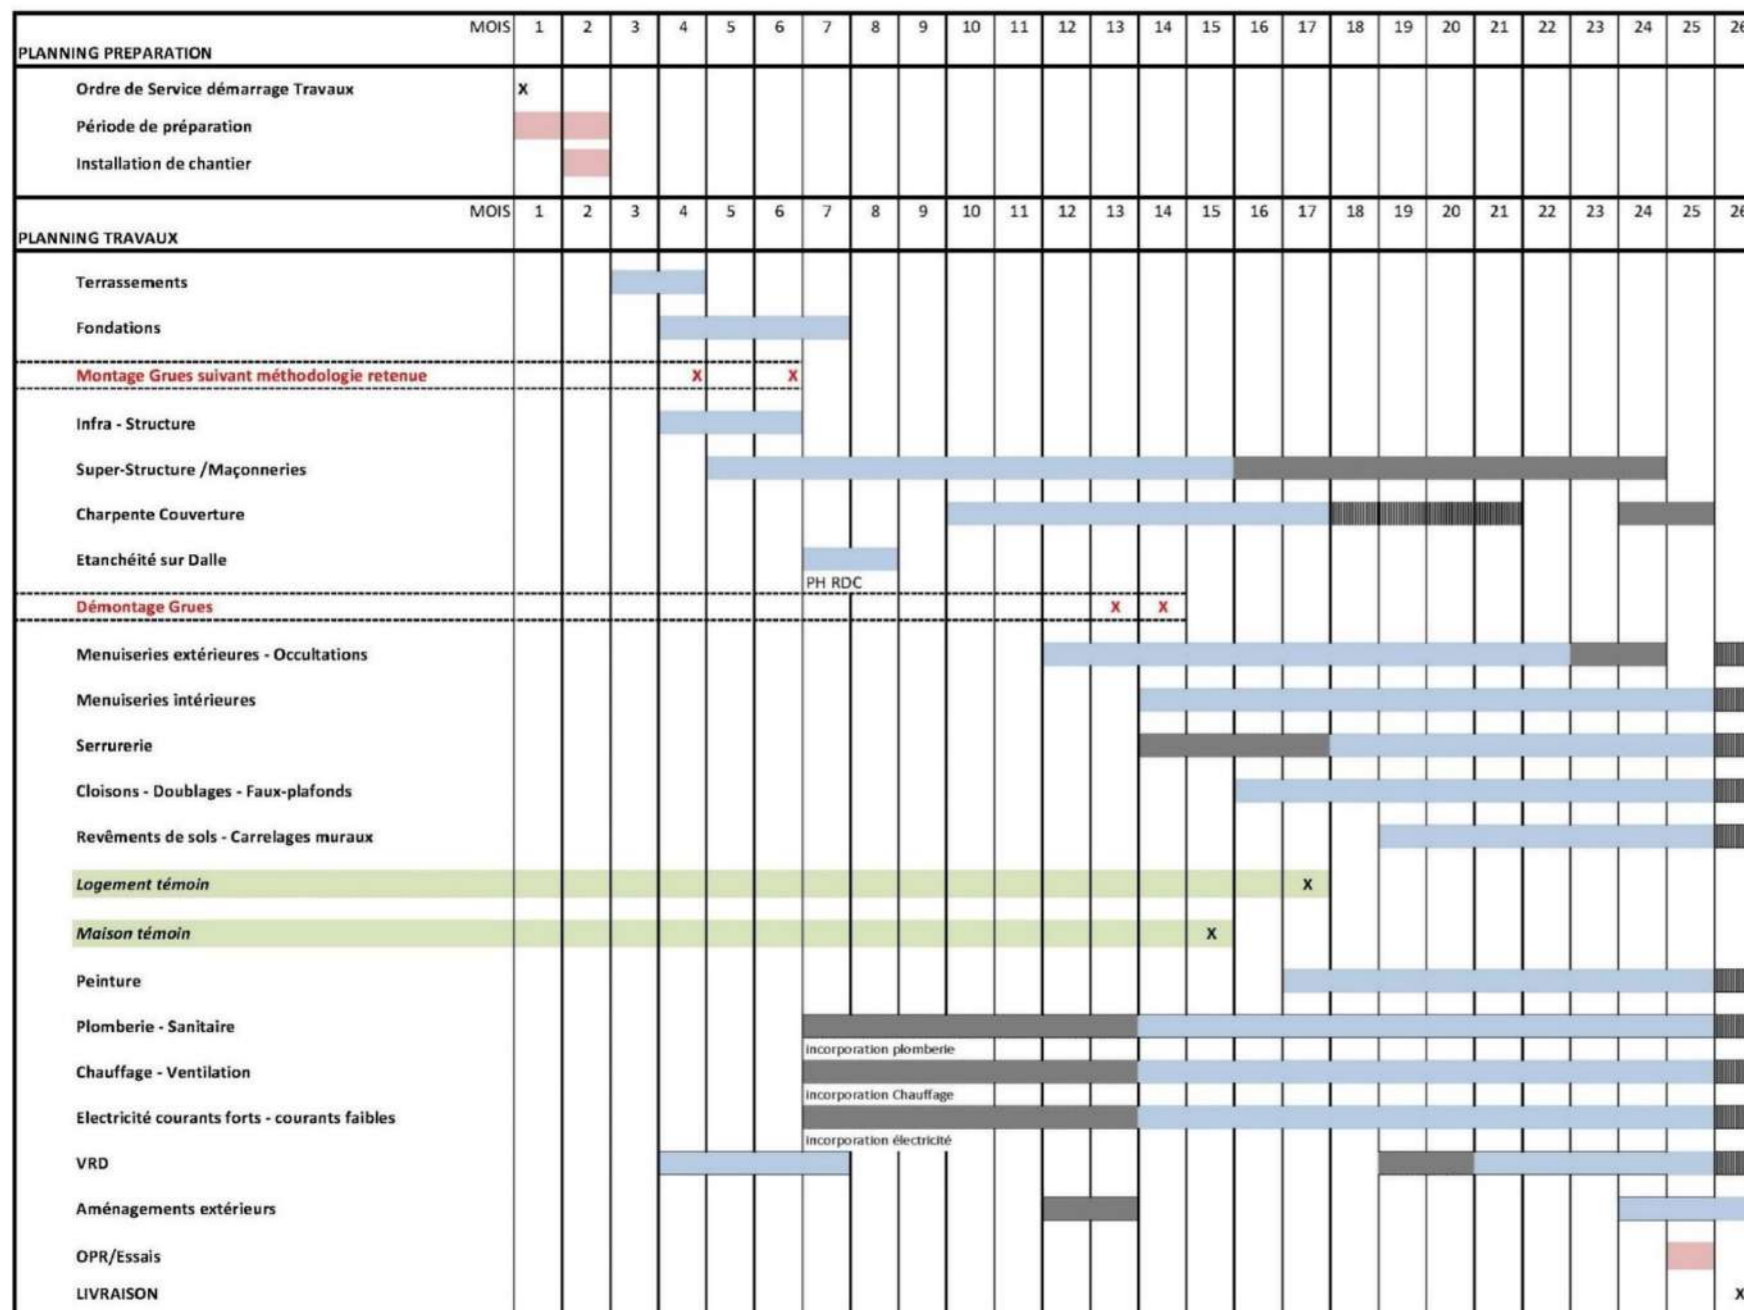 MOIS 1 2 3 4 5 6 7 8 9 10 11 12 13 14 15 16 17 18 19 20 21 22 23 24 25 26
PLANNING PREPARATION
Ordre de Service démarrage Travaux X
Période de préparation
Installation de chantier
MOIS 1 2 3 4 5 6 7 8 9 10 11 12 13 14 15 16 17 18 19 20 21 22 23 24 25 26
PLANNING TRAVAUX
Terrassements
Fondations
Montage Grues suivant méthodologie retenue X X
Infra - Structure
Super-Structure /Maçonneries
Charpente Couverture
Etanchéité sur Dalle
PH RDC
Démontage Grues X X
Menuiseries extérieures - Occultations
Menuiseries intérieures
Serrurerie
Cloisons - Doublages - Faux-plafonds
Revêments de sols - Carrelages muraux
Logement témoin X
Maison témoin X
Peinture
Plomberie - Sanitaire
incorporation plomberie
Chauffage - Ventilation
incorporation Chauffage
Electricité courants forts - courants faibles
incorporation électricité
VRD
Aménagements extérieurs
OPR/Essais
LIVRAISON X